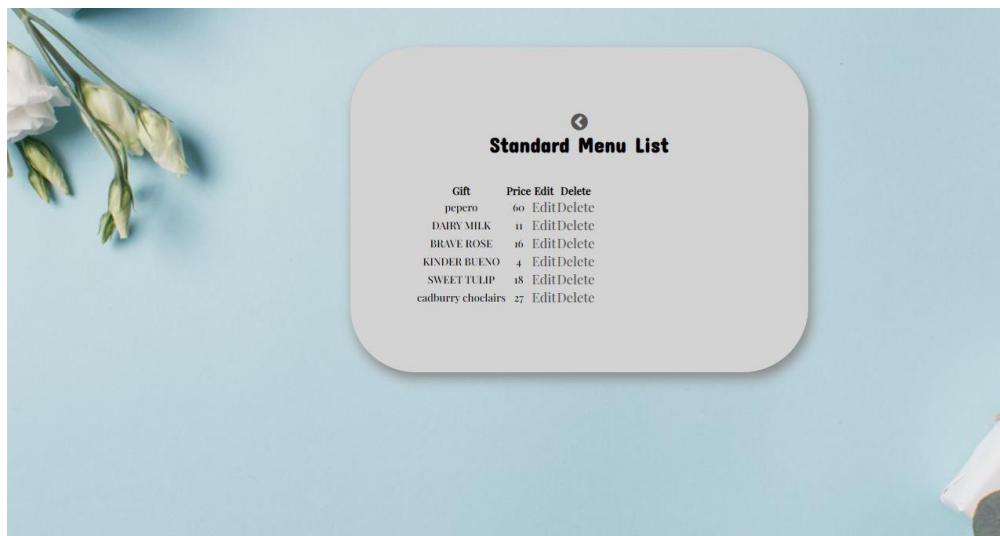 Standard Menu List
Gift Price Edit Delete
pepero 60 Edit Delete
DAIRY MILK 11 Edit Delete
BRAVE ROSE 16 Edit Delete
KINDER BUENO 4 Edit Delete
SWEET TULIP 18 Edit Delete
cadburry choclairs 27 Edit Delete